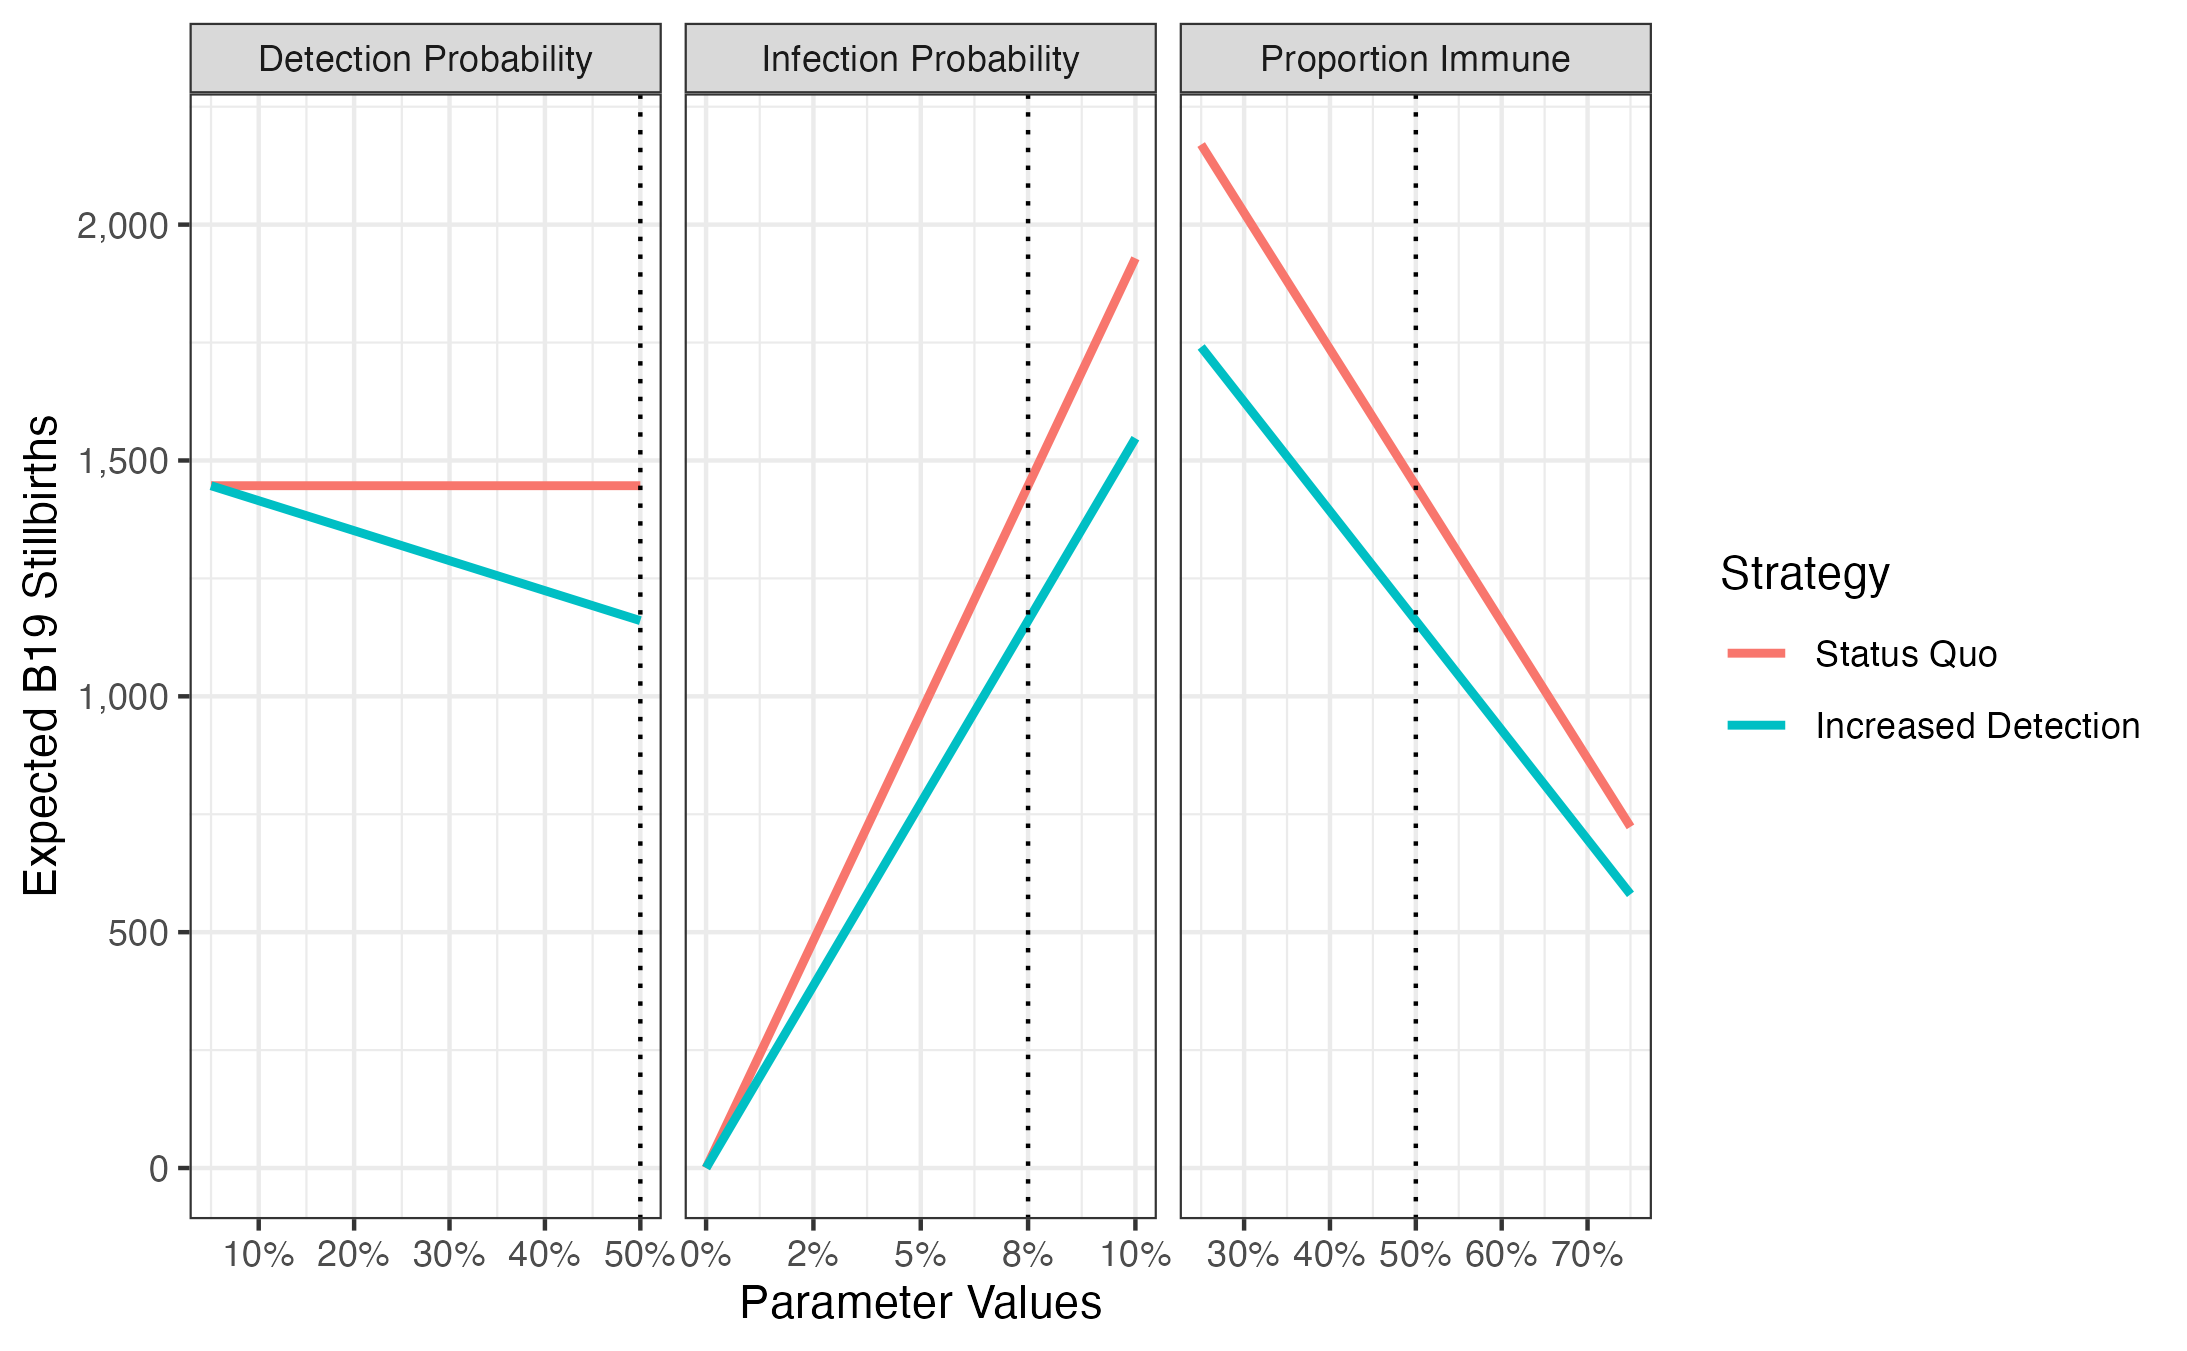 Detection Probability
Infection Probability
Proportion Immune
Expected B19 Stillbirths
2,000
1,500
1,000
500
0
10% 20% 30% 40% 50%
0% 2% 5% 8% 10%
30% 40% 50% 60% 70%
Parameter Values
Strategy
Status Quo
Increased Detection